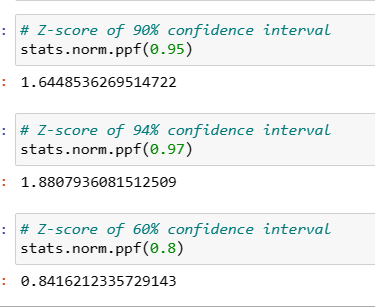 : # Z-score of 90% confidence interval
stats.norm.ppf(0.95)
: 1.6448536269514722
: # Z-score of 94% confidence interval
stats.norm.ppf(0.97)
: 1.8807936081512509
: # Z-score of 60% confidence interval
stats.norm.ppf(0.8)
: 0.8416212335729143